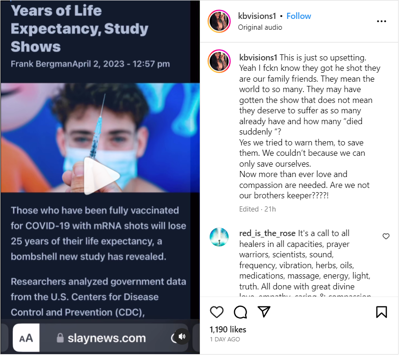 Years of Life
Expectancy, Study
Shows
Frank BergmanApril 2, 2023 - 12:57 pm
Those who have been fully vaccinated
for COVID-19 with mRNA shots will lose
25 years of their life expectancy, a
bombshell new study has revealed.
Researchers analyzed government data
from the U.S. Centers for Disease
Control and Prevention (CDC),
AA slaynews.com
kbvisions1 • Follow
Original audio
kbvisions1 This is just so upsetting.
Yeah I fckn know they got he shot they
are our family friends. They mean the
world to so many. They may have
gotten the show that does not mean
they deserve to suffer as so many
already have and how many "died
suddenly "?
Yes we tried to warn them, to save
them. We couldn't because we can
only save ourselves.
Now more than ever love and
compassion are needed. Are we not
our brothers keeper????!
Edited · 21h
red_is_the_rose It's a call to all
healers in all capacities, prayer
warriors, scientists, sound,
frequency, vibration, herbs, oils,
medications, massage, energy, light,
truth. All done with great divine
love, empathy, caring & compassion
1,190 likes
1 DAY AGO